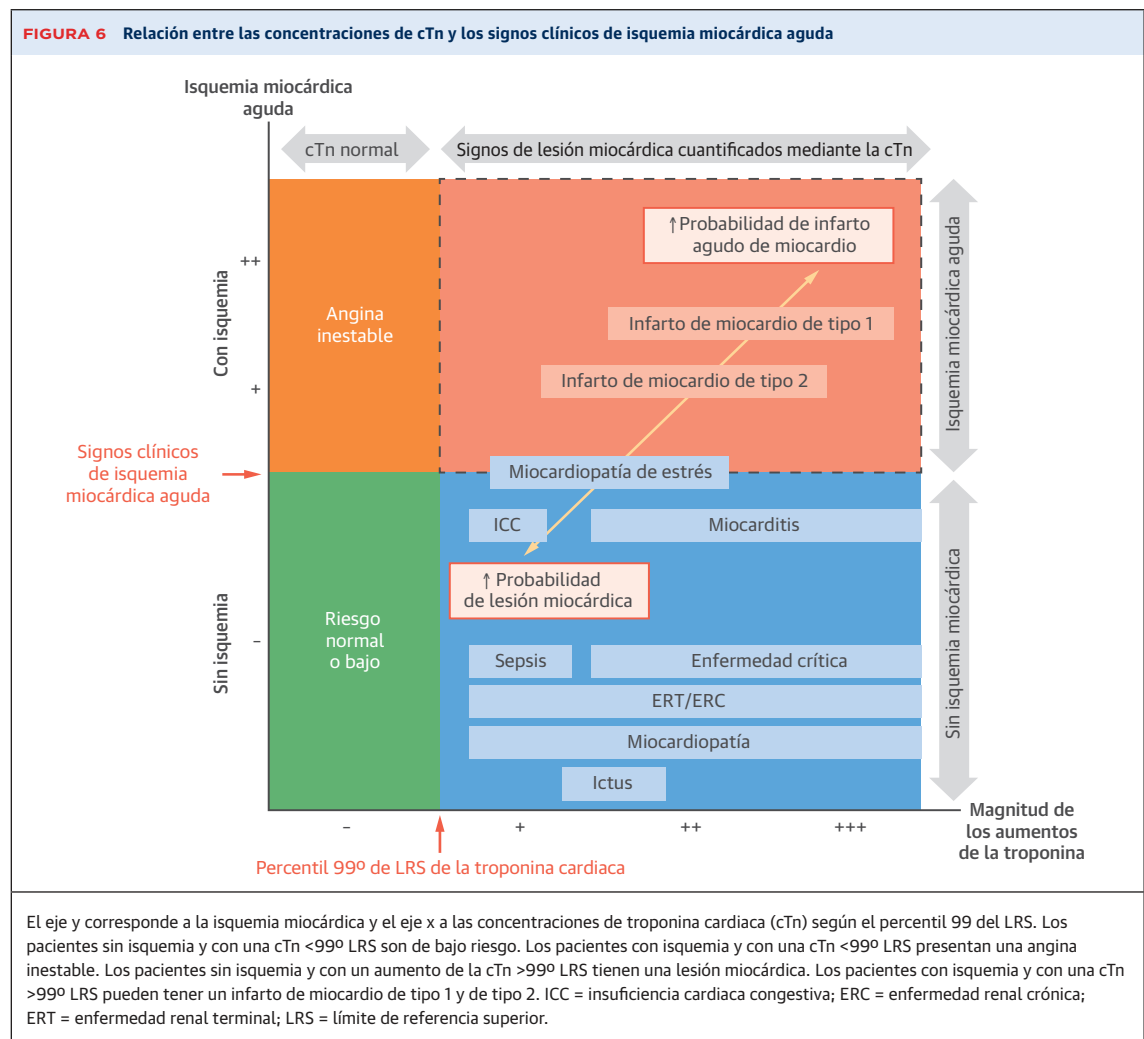 FIGURA 6 Relación entre las concentraciones de cTn y los signos clínicos de isquemia miocárdica aguda
Isquemia miocárdica
aguda
cTn normal
Signos de lesión miocárdica cuantificados mediante la cTn
↑Probabilidad de infarto
agudo de miocardio
++
Con isquemia
Angina
inestable
Infarto de miocardio de tipo 1
Isquemia miocárdica aguda
+
Infarto de miocardio de tipo 2
Signos clínicos
de isquemia
miocárdica aguda
Miocardiopatía de estrés
ICC
Miocarditis
↑ Probabilidad
de lesión miocárdica
Sin isquemia
–
Riesgo
normal
o bajo
Sepsis
Enfermedad crítica
Sin isquemia miocárdica
ERT/ERC
Miocardiopatía
Ictus
–
+
++
+++
Magnitud de
los aumentos
de la troponina
Percentil 99º de LRS de la troponina cardiaca
El eje y corresponde a la isquemia miocárdica y el eje x a las concentraciones de troponina cardiaca (cTn) según el percentil 99 del LRS. Los
pacientes sin isquemia y con una cTn <99º LRS son de bajo riesgo. Los pacientes con isquemia y con una cTn <99º LRS presentan una angina
inestable. Los pacientes sin isquemia y con un aumento de la cTn >99º LRS tienen una lesión miocárdica. Los pacientes con isquemia y con una cTn
>99º LRS pueden tener un infarto de miocardio de tipo 1 y de tipo 2. ICC = insuficiencia cardiaca congestiva; ERC = enfermedad renal crónica;
ERT = enfermedad renal terminal; LRS = límite de referencia superior.